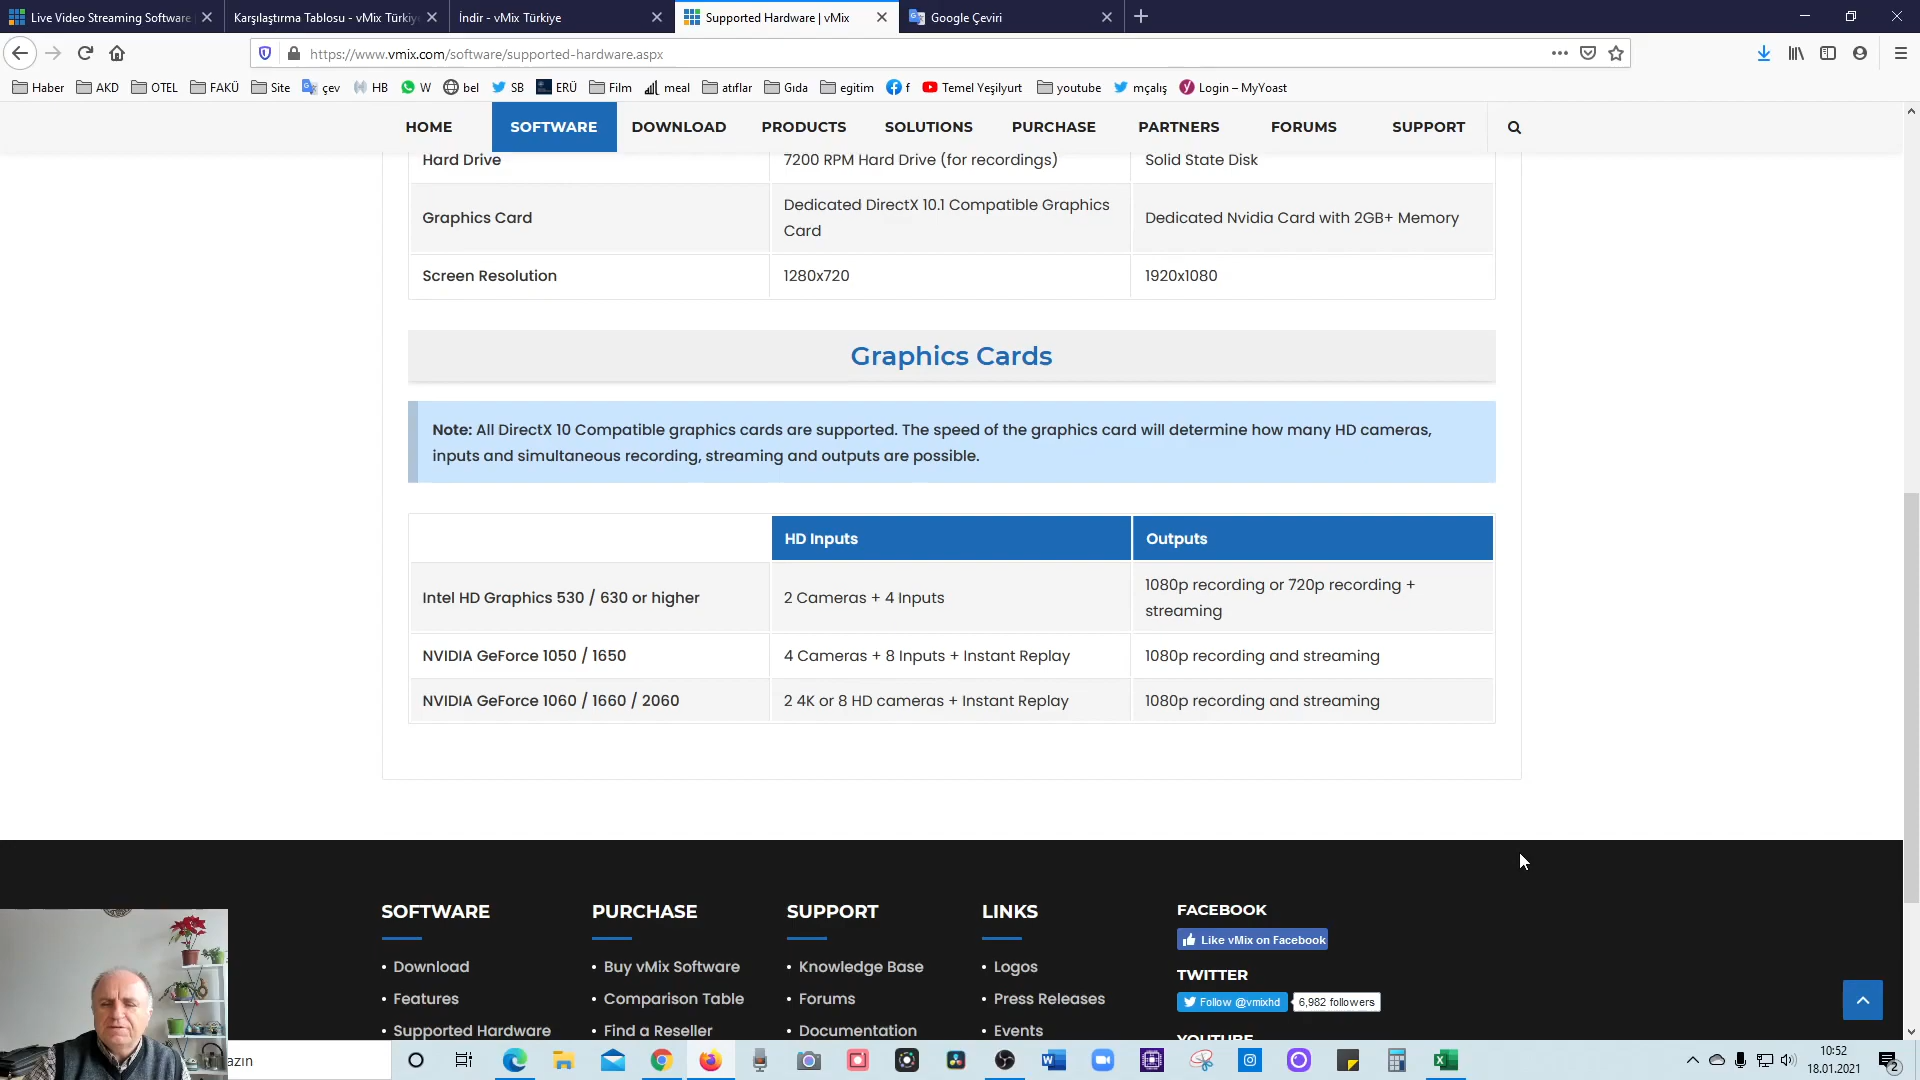 Live Video Streaming Software
Karşılaştırma Tablosu - vMix Türkiy
İndir - vMix Türkiye
Supported Hardware | vMix
Google Çeviri
https://www.vmix.com/software/supported-hardware.aspx
Haber
AKD
OTEL
FAKÜ
Site
çev
HB
W
bel
SB
ERÜ
Film
meal
atıflar
Gıda
egitim
f
Temel Yeşilyurt
youtube
mçalış
Login – MyYoast
HOME
SOFTWARE
DOWNLOAD
PRODUCTS
SOLUTIONS
PURCHASE
PARTNERS
FORUMS
SUPPORT
Hard Drive
7200 RPM Hard Drive (for recordings)
Solid State Disk
Graphics Card
Dedicated DirectX 10.1 Compatible Graphics
Card
Dedicated Nvidia Card with 2GB+ Memory
Screen Resolution
1280x720
1920x1080
Graphics Cards
Note: All DirectX 10 Compatible graphics cards are supported. The speed of the graphics card will determine how many HD cameras,
inputs and simultaneous recording, streaming and outputs are possible.
HD Inputs
Outputs
Intel HD Graphics 530 / 630 or higher
2 Cameras + 4 Inputs
1080p recording or 720p recording +
streaming
NVIDIA GeForce 1050 / 1650
4 Cameras + 8 Inputs + Instant Replay
1080p recording and streaming
NVIDIA GeForce 1060 / 1660 / 2060
2 4K or 8 HD cameras + Instant Replay
1080p recording and streaming
SOFTWARE
• Download
• Features
• Supported Hardware
PURCHASE
• Buy vMix Software
• Comparison Table
• Find a Reseller
SUPPORT
• Knowledge Base
• Forums
• Documentation
LINKS
• Logos
• Press Releases
• Events
FACEBOOK
Like vMix on Facebook
TWITTER
Follow @vmixhd
6,982 followers
YOUTUBE
azın
10:52
18.01.2021
2